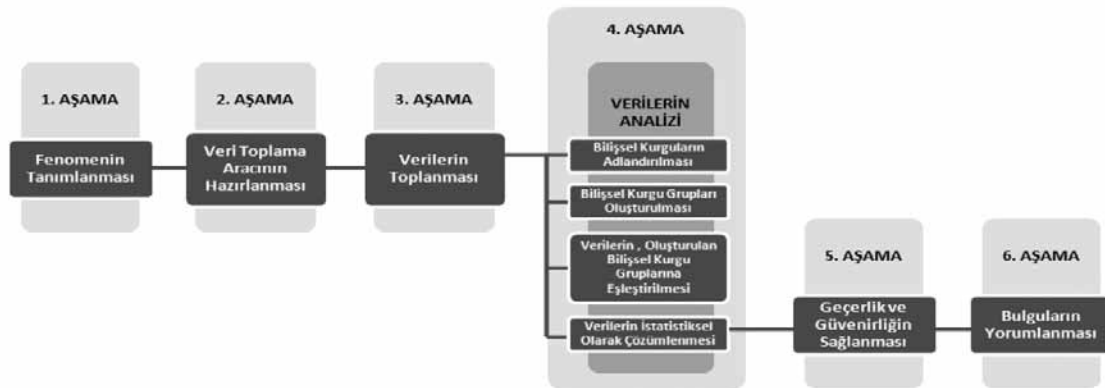 1. AŞAMA
Fenomenin
Tanımlanması
2. AŞAMA
Veri Toplama
Aracının
Hazırlanması
3. AŞAMA
Verilerin
Toplanması
4. AŞAMA
VERİLERİN
ANALİZİ
Bilişsel Kurguların
Adlandırılması
Bilişsel Kurgu Grupları
Oluşturulması
Verilerin , Oluşturulan
Bilişsel Kurgu
Gruplarına
Eşleştirilmesi
Verilerin İstatistiksel
Olarak Çözümlenmesi
5. AŞAMA
Geçerlik ve
Güvenirliğin
Sağlanması
6. AŞAMA
Bulguların
Yorumlanması